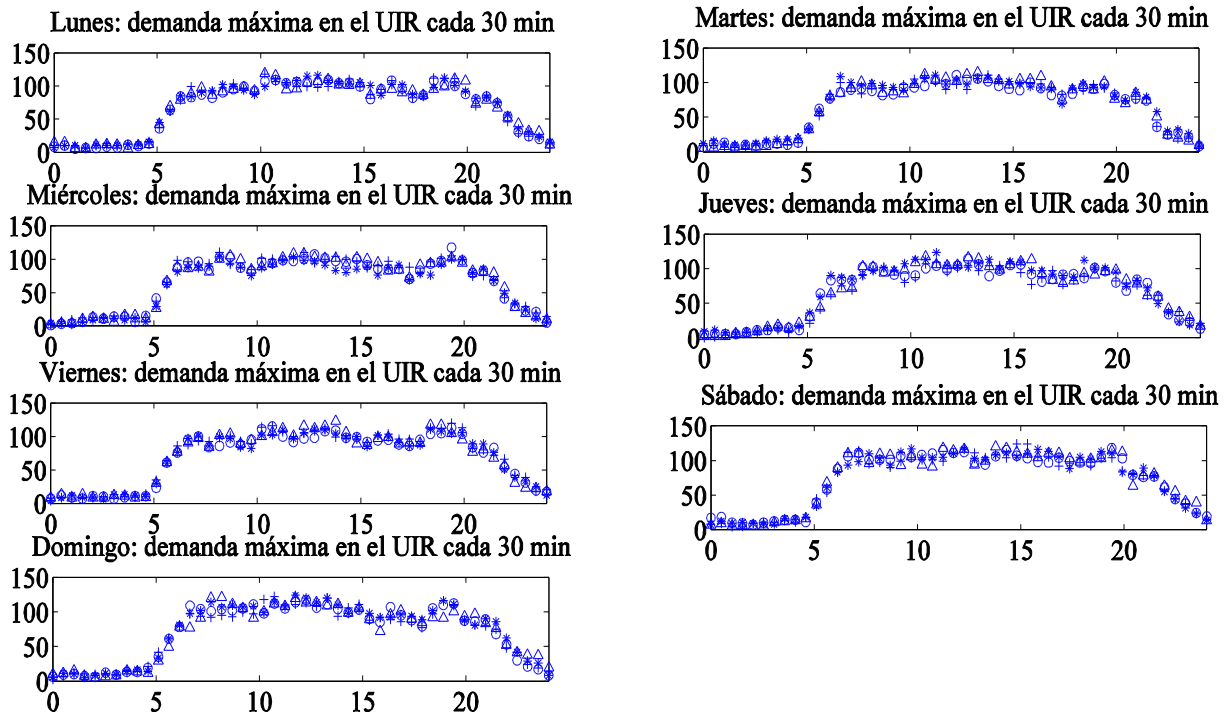 Lunes: demanda máxima en el UIR cada 30 min
150
100
50
0
0 5 10 15 20
Martes: demanda máxima en el UIR cada 30 min
150
100
50
0
0 5 10 15 20
Miércoles: demanda máxima en el UIR cada 30 min
150
100
50
0
0 5 10 15 20
Jueves: demanda máxima en el UIR cada 30 min
150
100
50
0
0 5 10 15 20
Viernes: demanda máxima en el UIR cada 30 min
150
100
50
0
0 5 10 15 20
Sábado: demanda máxima en el UIR cada 30 min
150
100
50
0
0 5 10 15 20
Domingo: demanda máxima en el UIR cada 30 min
150
100
50
0
0 5 10 15 20